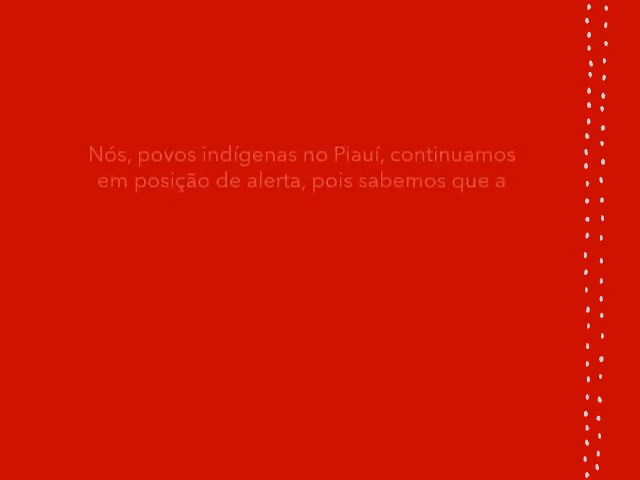 Nós, povos indígenas no Piauí, continuamos
em posição de alerta, pois sabemos que a